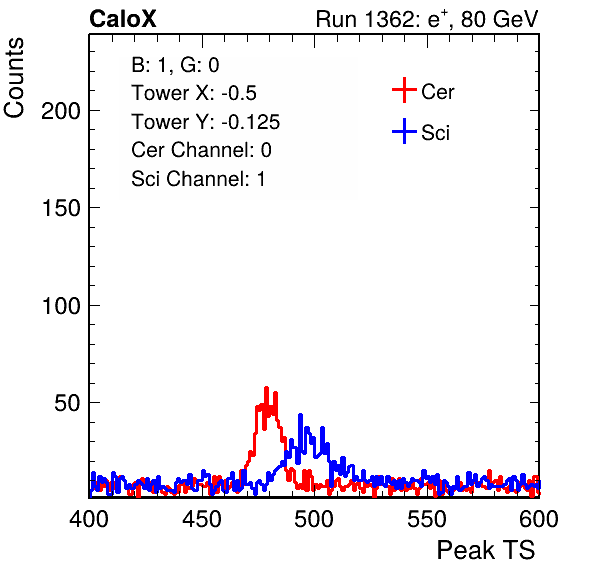 CaloX Run 1362: e⁺, 80 GeV
Counts
B: 1, G: 0
Tower X: -0.5
Tower Y: -0.125
Cer Channel: 0
Sci Channel: 1
Cer
Sci
200
150
100
50
400 450 500 550 600
Peak TS